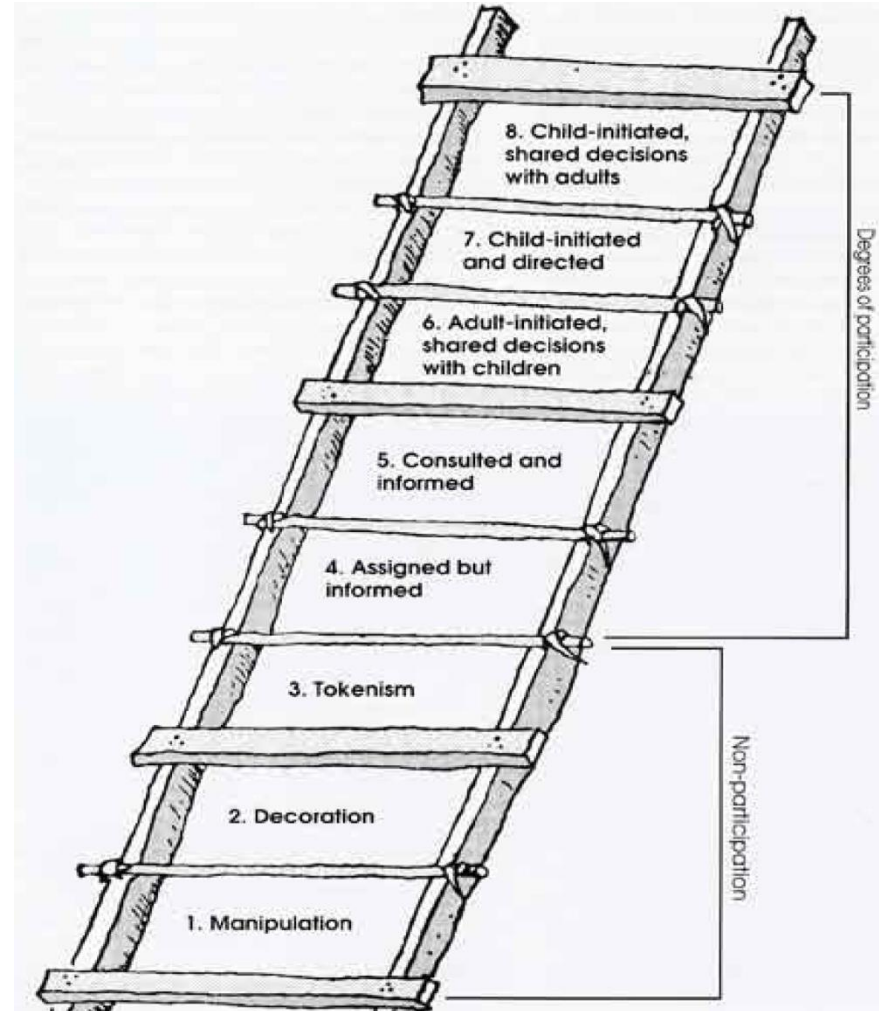 8. Child-initiated,
shared decisions
with adults
7. Child-initiated
and directed
6. Adult-initiated,
shared decisions
with children
5. Consulted and
informed
4. Assigned but
informed
3. Tokenism
2. Decoration
1. Manipulation
Degrees of participation
Non-participation